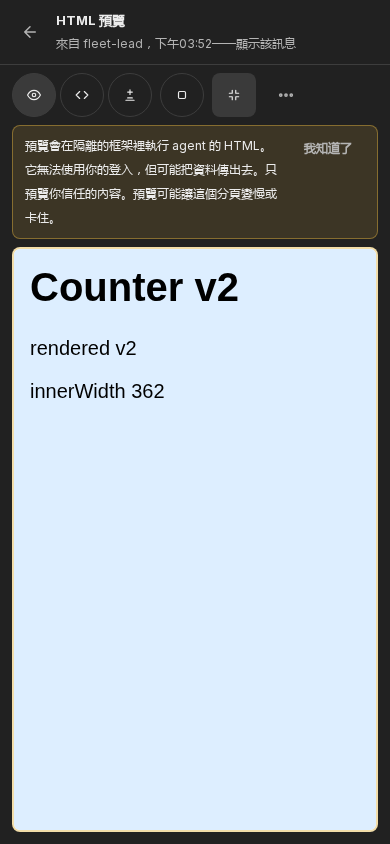 HTML 預覽
來自 fleet-lead，下午03:52——顯示該訊息
預覽會在隔離的框架裡執行 agent 的 HTML。
它無法使用你的登入，但可能把資料傳出去。只
預覽你信任的內容。預覽可能讓這個分頁變慢或
卡住。
我知道了
Counter v2
rendered v2
innerWidth 362